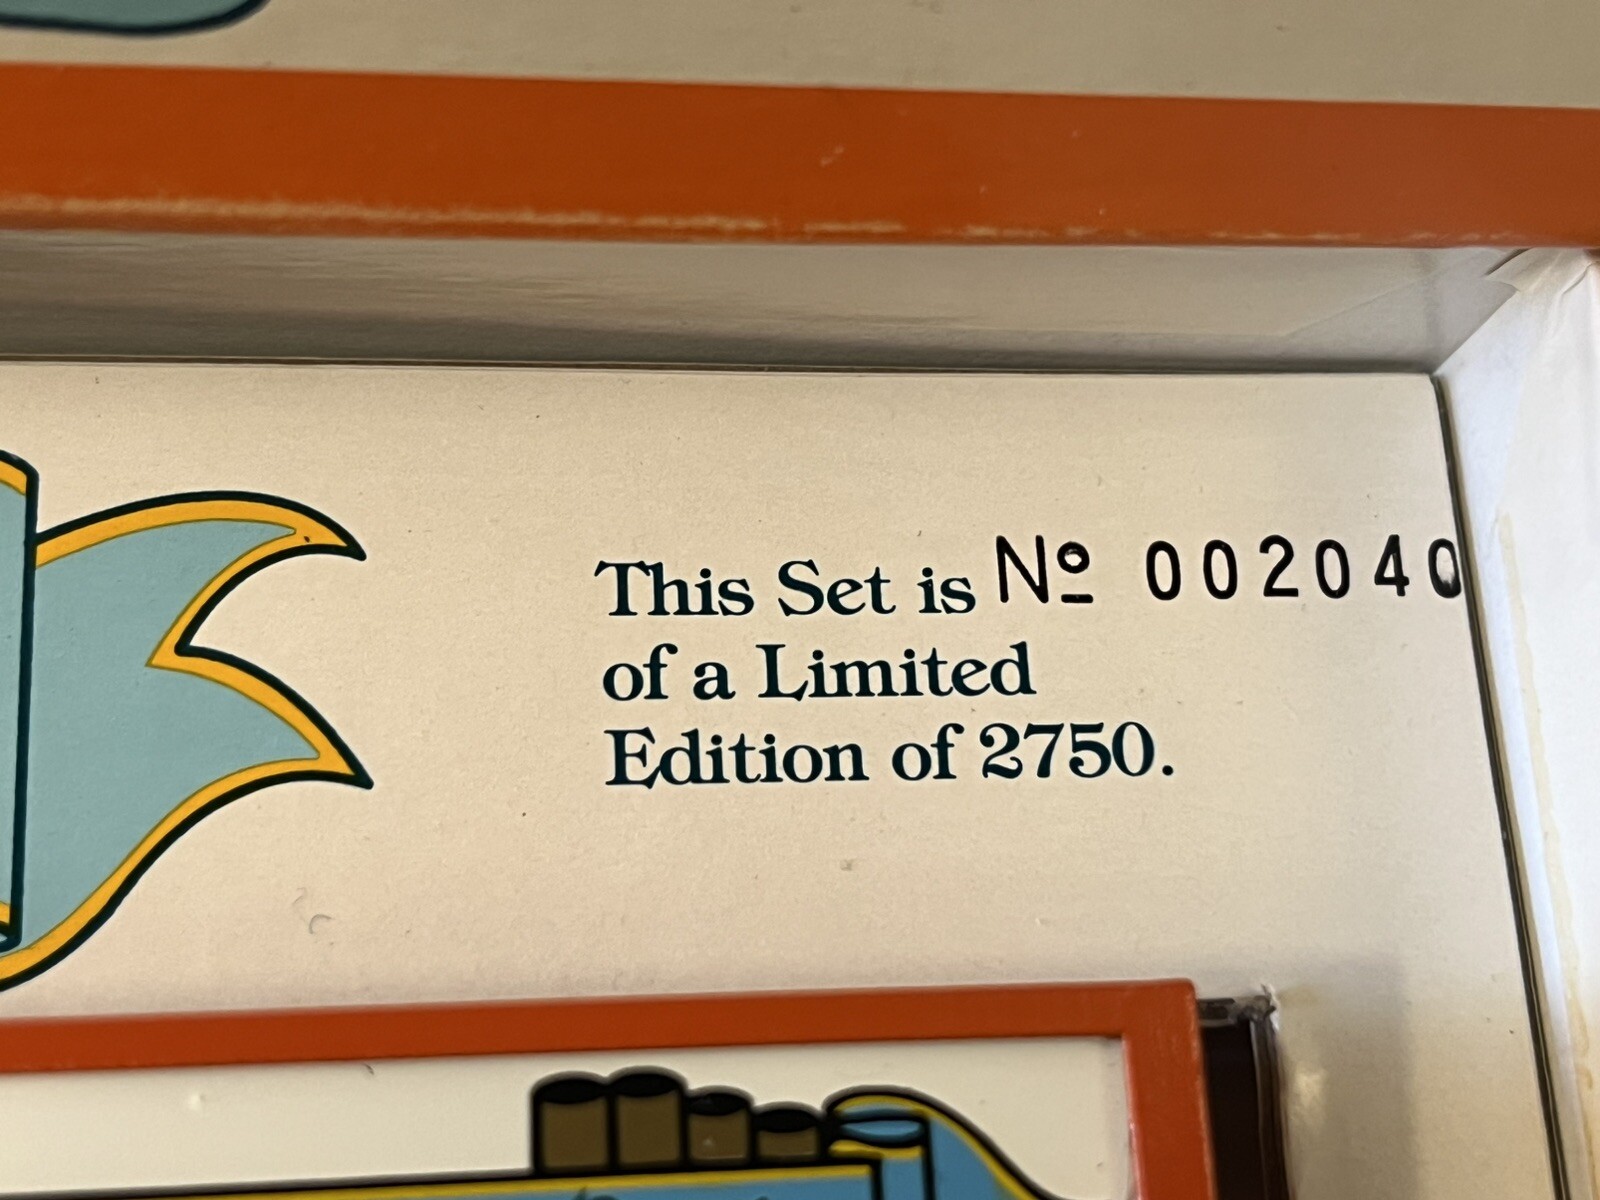 This Set is Nº 002040
of a Limited
Edition of 2750.